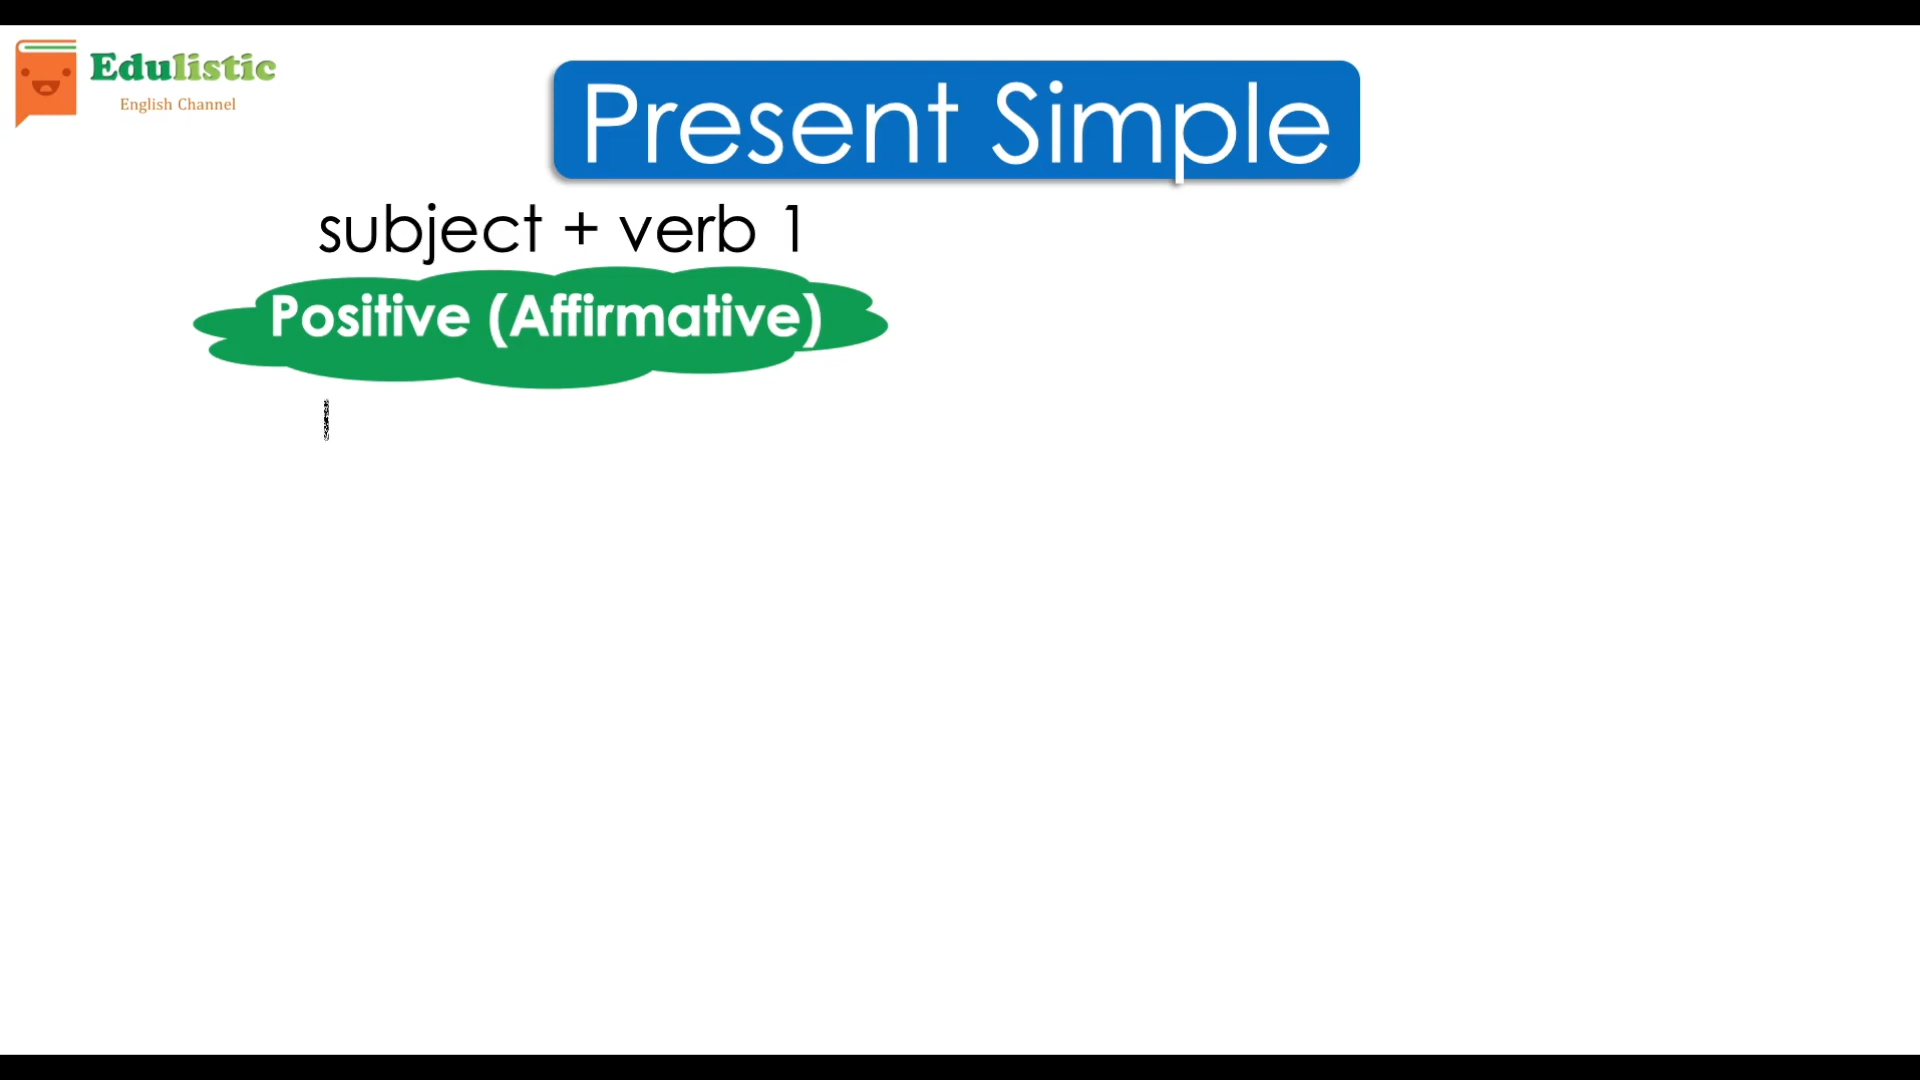 Edulistic
English Channel
Present Simple
subject + verb 1
Positive (Affirmative)